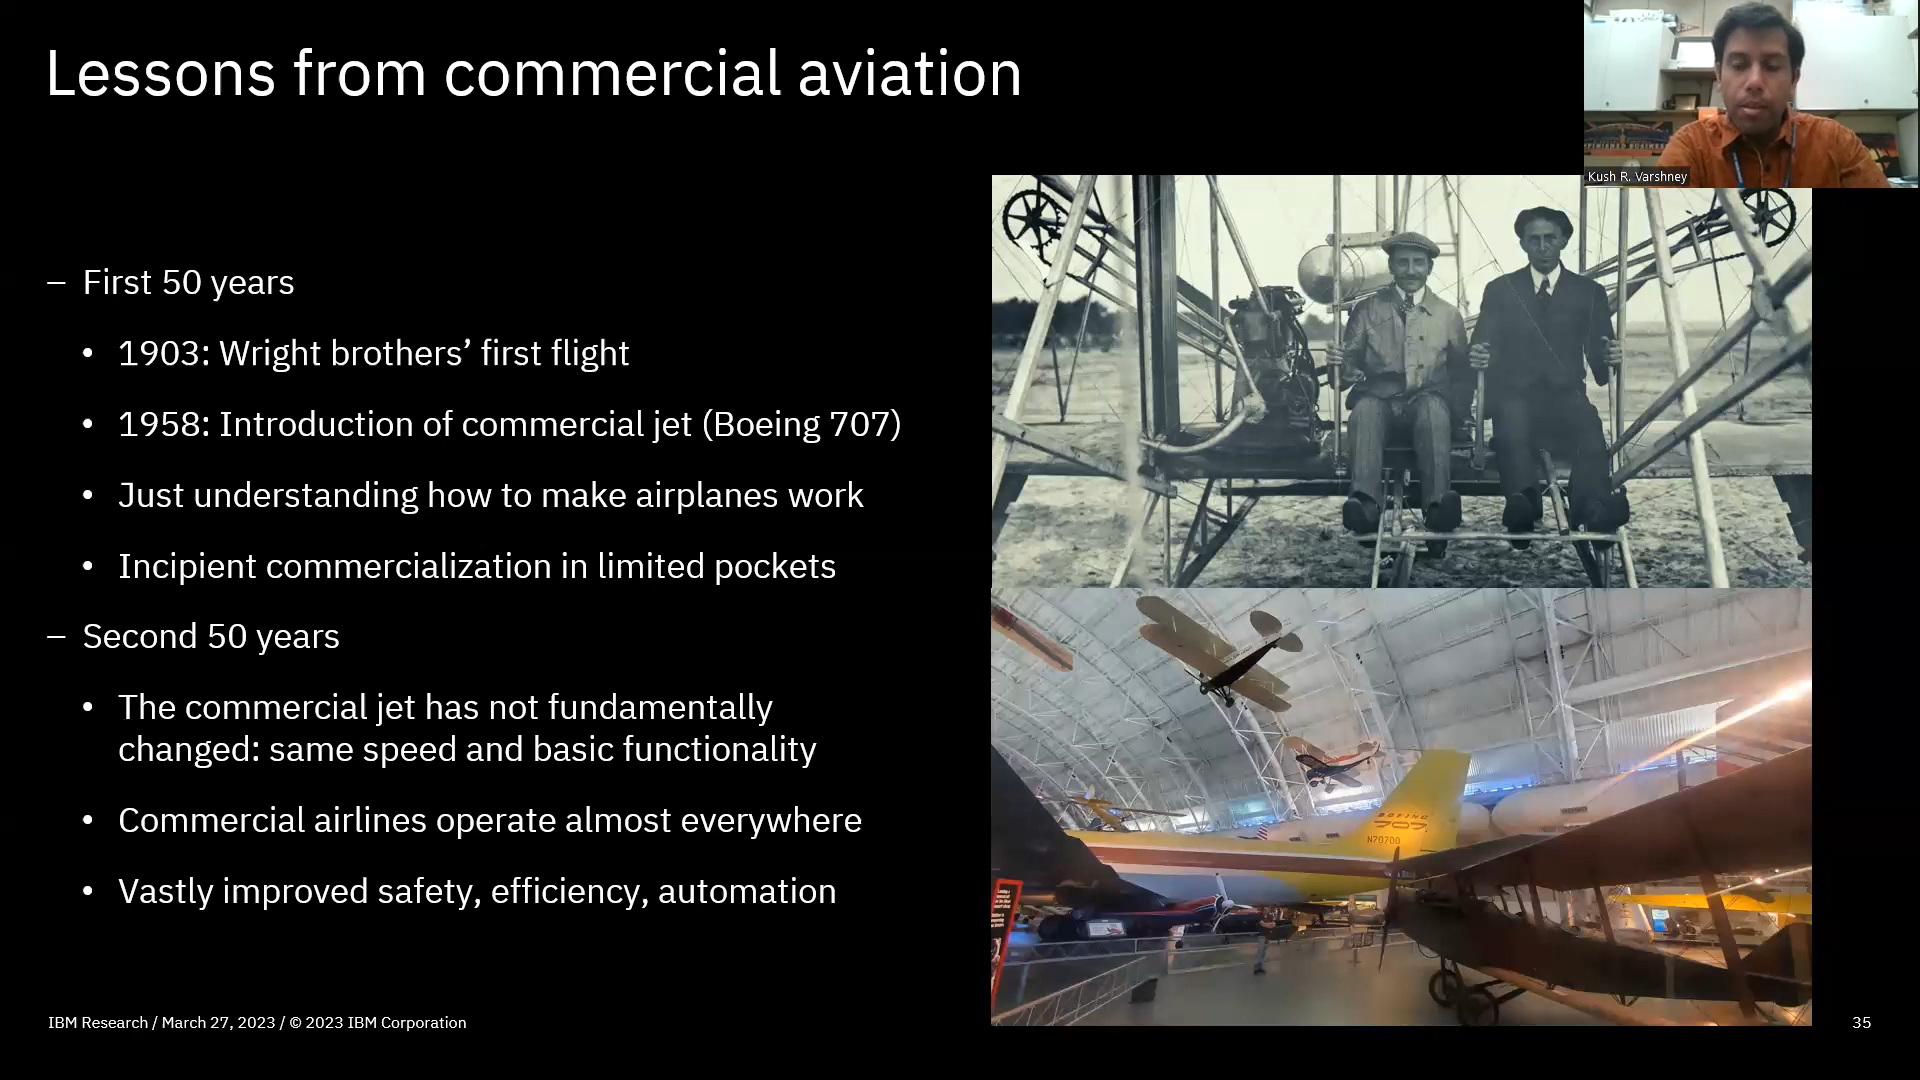 Lessons from commercial aviation
Kush R. Varshney
– First 50 years
• 1903: Wright brothers’ first flight
• 1958: Introduction of commercial jet (Boeing 707)
• Just understanding how to make airplanes work
• Incipient commercialization in limited pockets
– Second 50 years
• The commercial jet has not fundamentally
changed: same speed and basic functionality
• Commercial airlines operate almost everywhere
• Vastly improved safety, efficiency, automation
BOEING
707
N70700
IBM Research / March 27, 2023 / © 2023 IBM Corporation
35